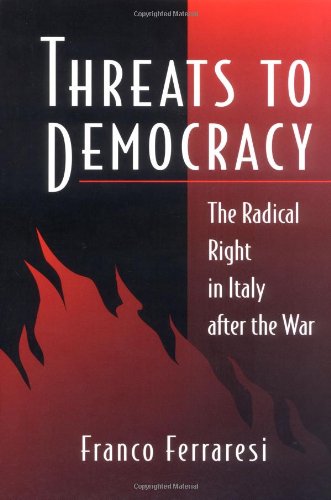 THREATS TO
DEMOCRACY
The Radical
Right
in Italy
after the War
Franco Ferraresi